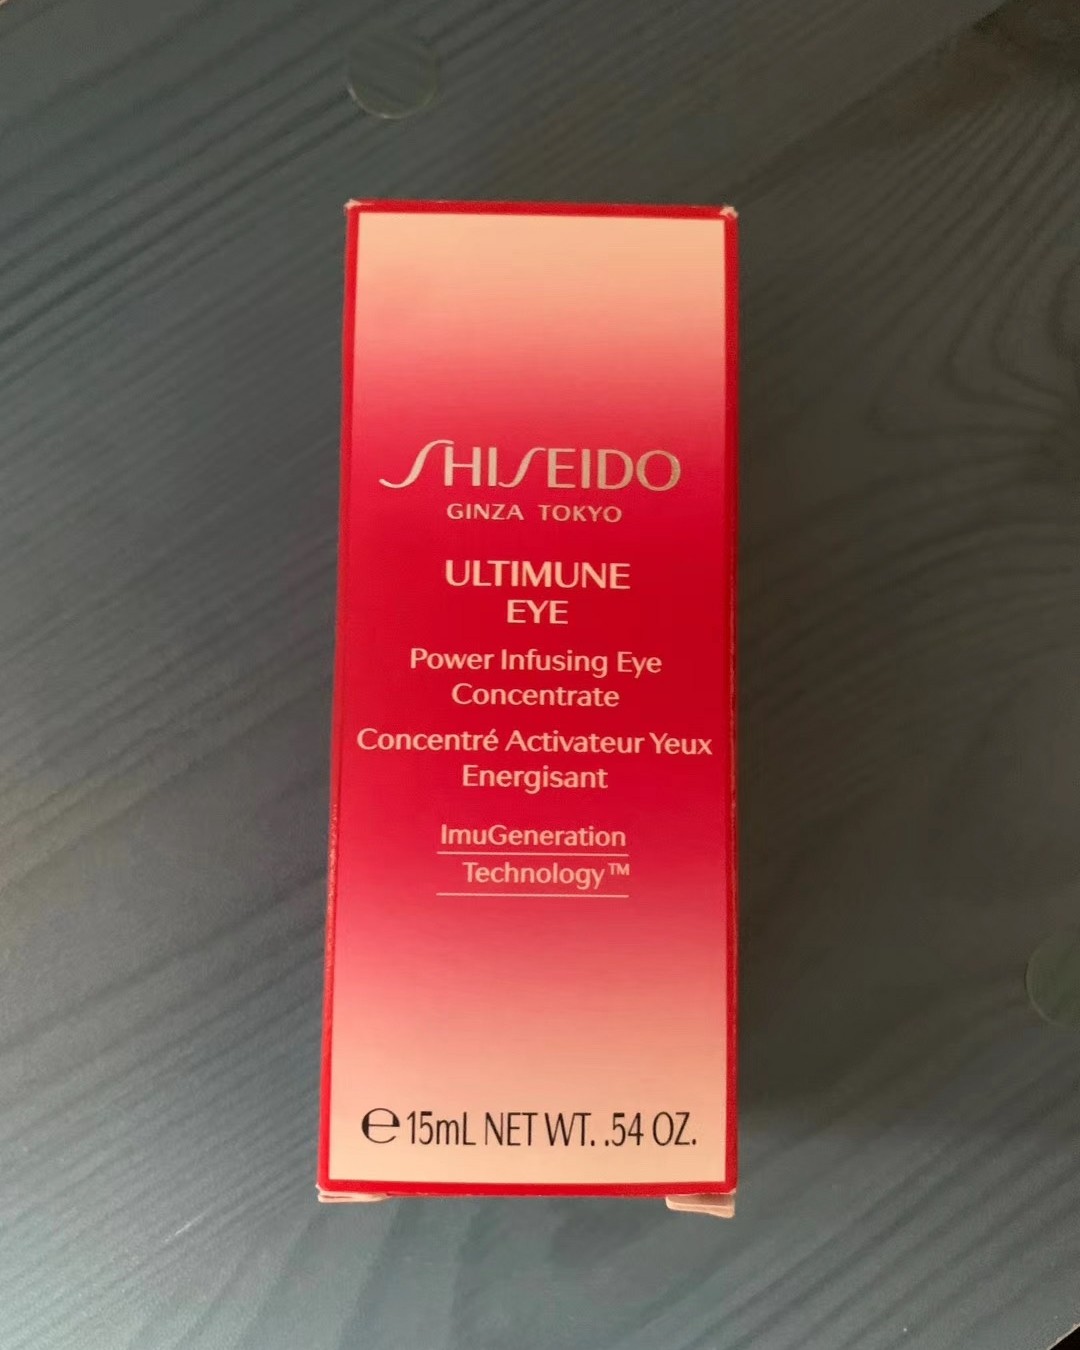 SHISEIDO
GINZA TOKYO
ULTIMUNE
EYE
Power Infusing Eye
Concentrate
Concentré Activateur Yeux
Energisant
ImuGeneration
Technology™
℮ 15mL NET WT. .54 OZ.